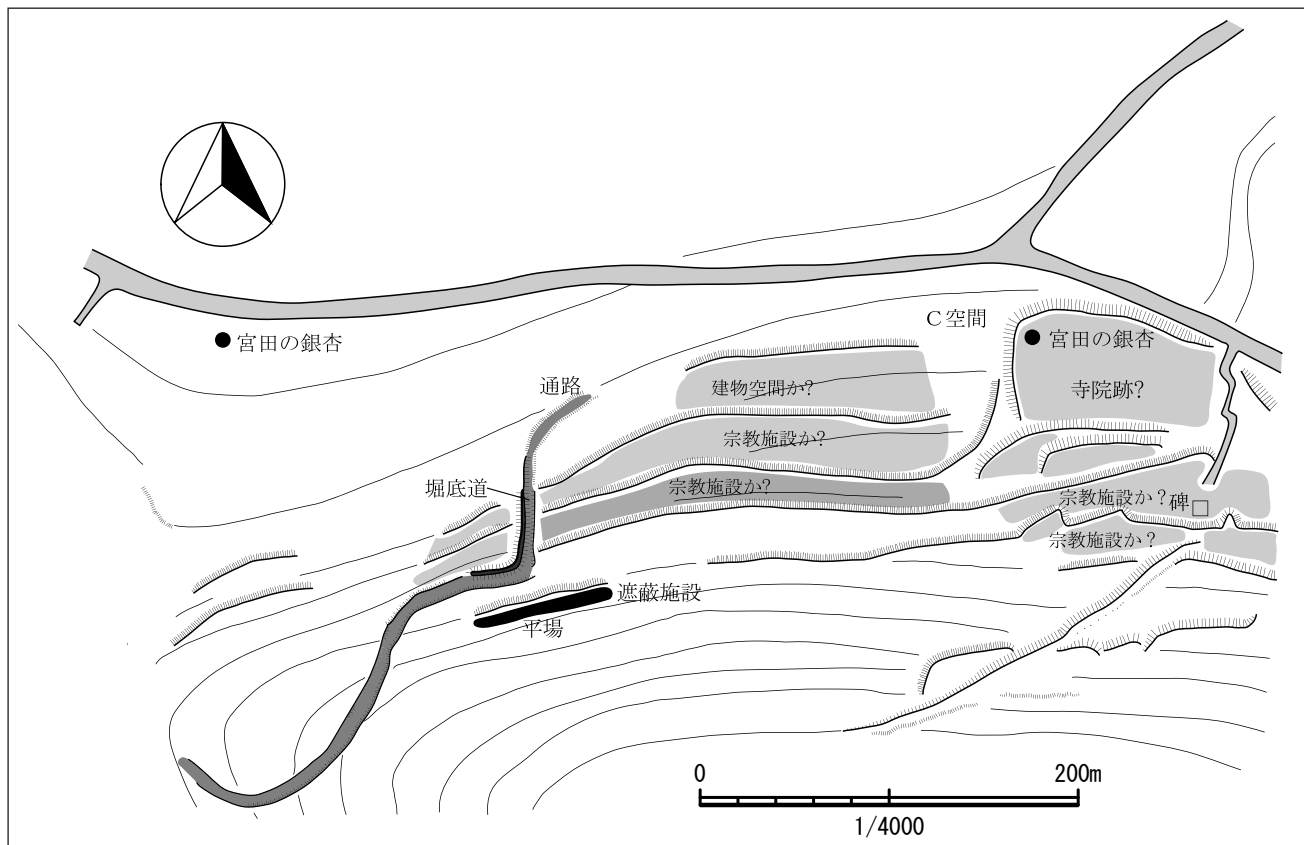 C空間
宮田の銀杏
宮田の銀杏
通路
建物空間か?
寺院跡?
宗教施設か?
堀底道
宗教施設か?
宗教施設か?
碑□
宗教施設か?
遮蔽施設
平場
0
200m
1/4000